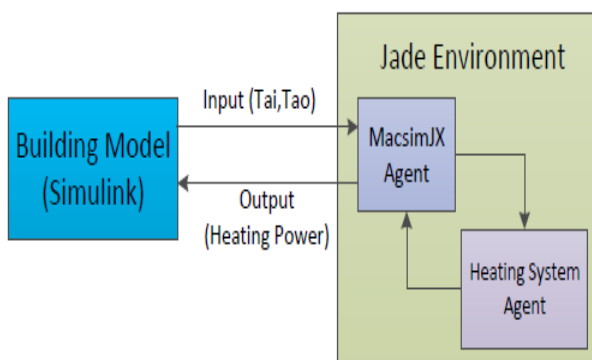 Jade Environment
Input (Tai,Tao)
Building Model
(Simulink)
MacsimJX
Agent
Output
(Heating Power)
Heating System
Agent